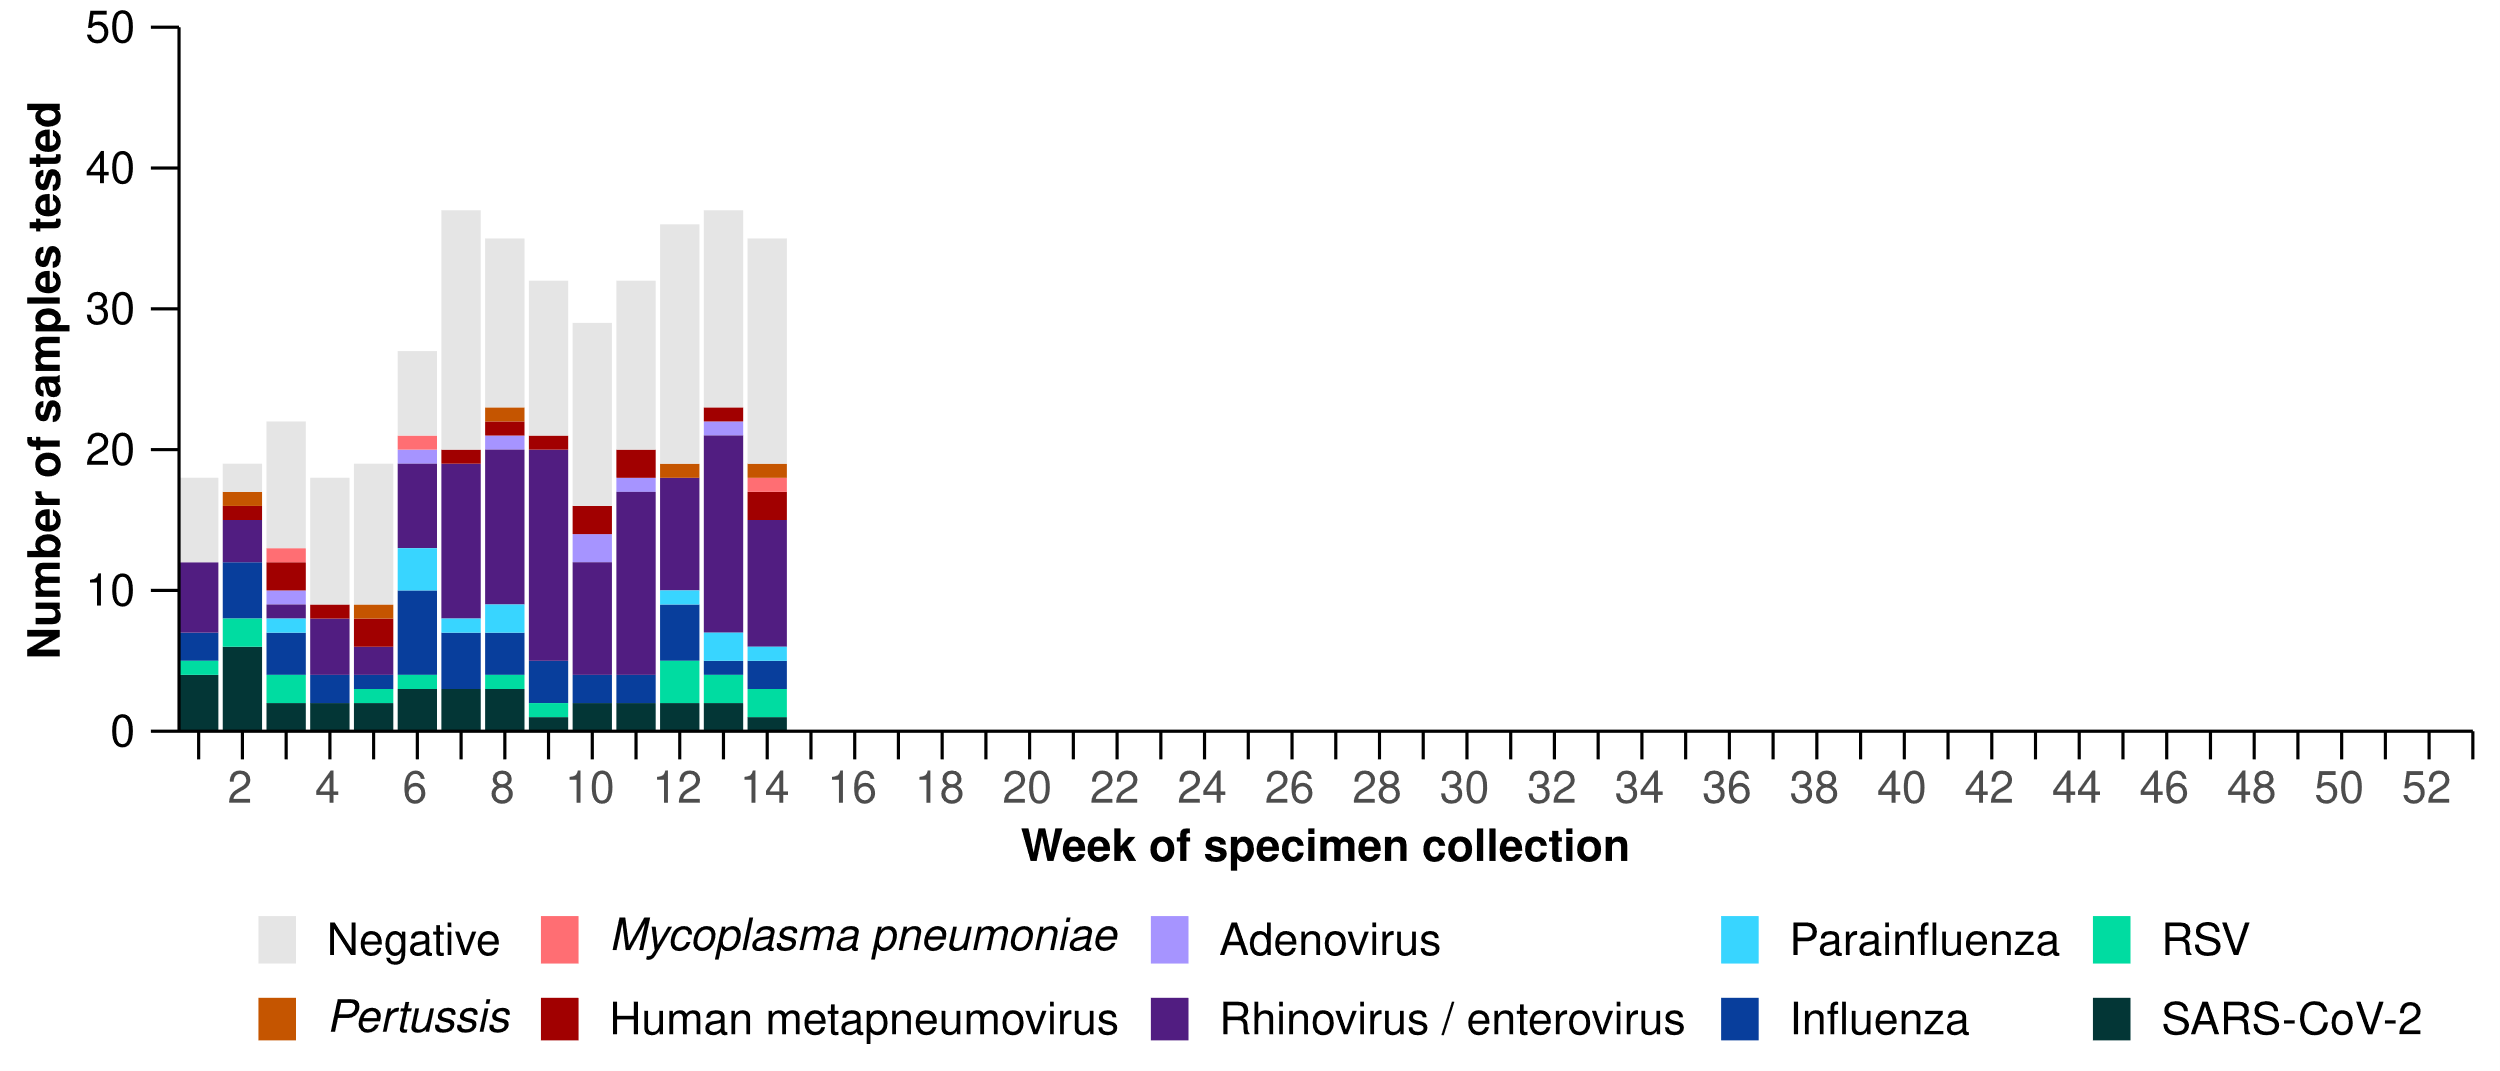 50
40
30
20
10
0
Number of samples tested
2 4 6 8 10 12 14 16 18 20 22 24 26 28 30 32 34 36 38 40 42 44 46 48 50 52
Week of specimen collection
Negative Mycoplasma pneumoniae Adenovirus Parainfluenza RSV
Pertussis Human metapneumovirus Rhinovirus / enterovirus Influenza SARS-CoV-2